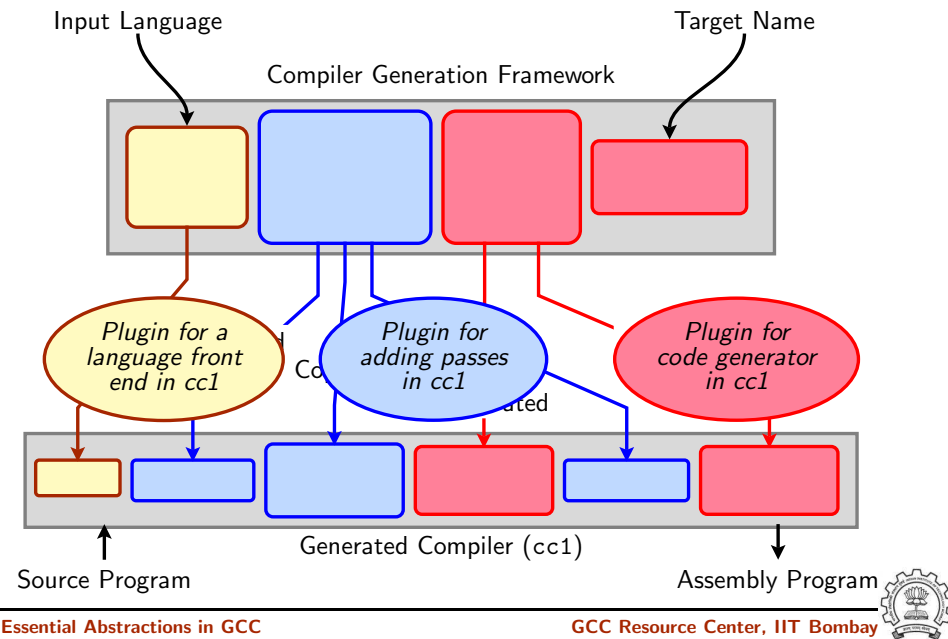 Input Language
Target Name
Compiler Generation Framework
Plugin for a
language front
end in cc1
Plugin for
adding passes
in cc1
Plugin for
code generator
in cc1
Generated Compiler (cc1)
Source Program
Assembly Program
Essential Abstractions in GCC
GCC Resource Center, IIT Bombay